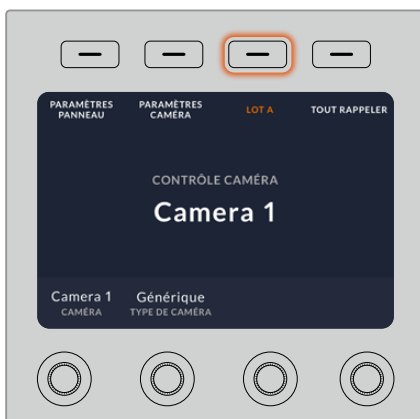 PARAMÈTRES PANNEAU
PARAMÈTRES CAMÉRA
LOT A
TOUT RAPPELER
CONTRÔLE CAMÉRA
Camera 1
Camera 1
CAMÉRA
Générique
TYPE DE CAMÉRA